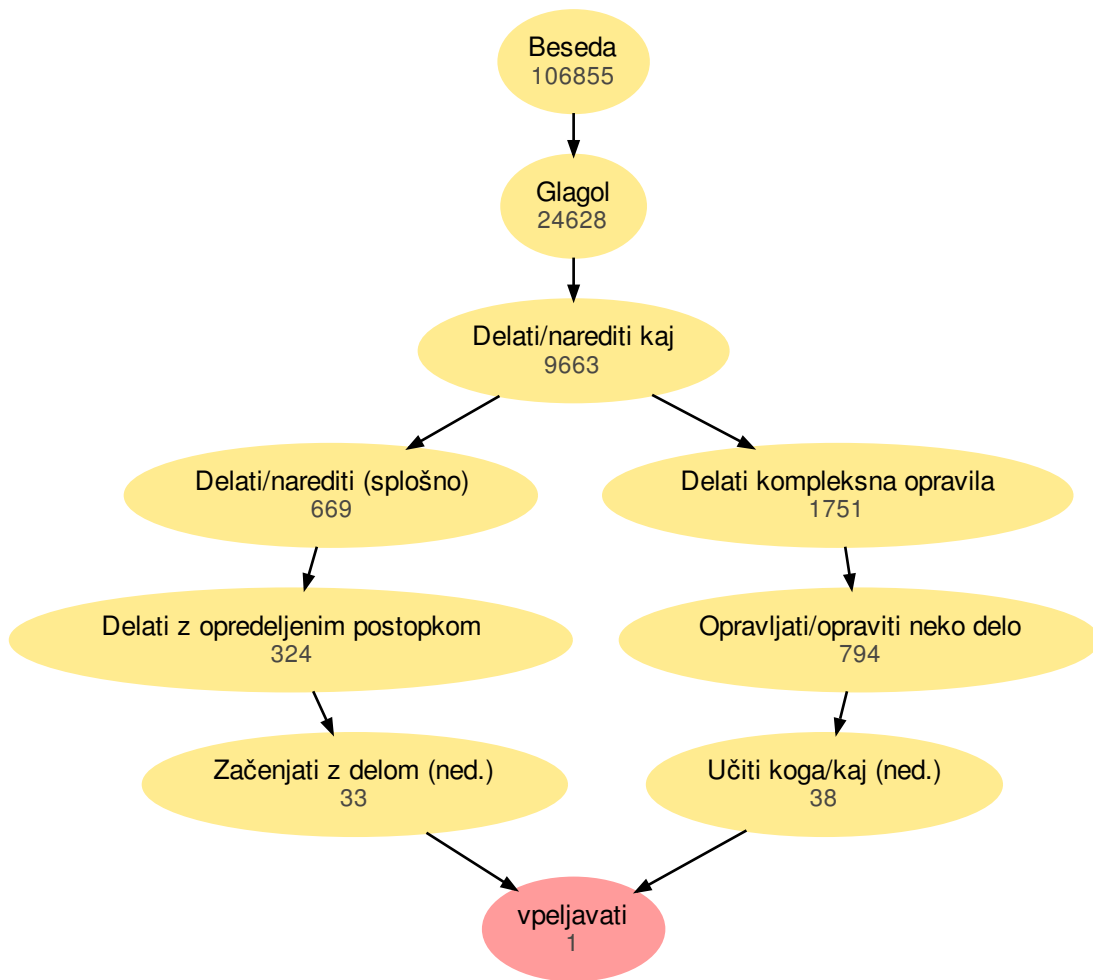 Beseda
106855
Glagol
24628
Delati/narediti kaj
9663
Delati/narediti (splošno)
669
Delati kompleksna opravila
1751
Delati z opredeljenim postopkom
324
Opravljati/opraviti neko delo
794
Začenjati z delom (ned.)
33
Učiti koga/kaj (ned.)
38
vpeljavati
1